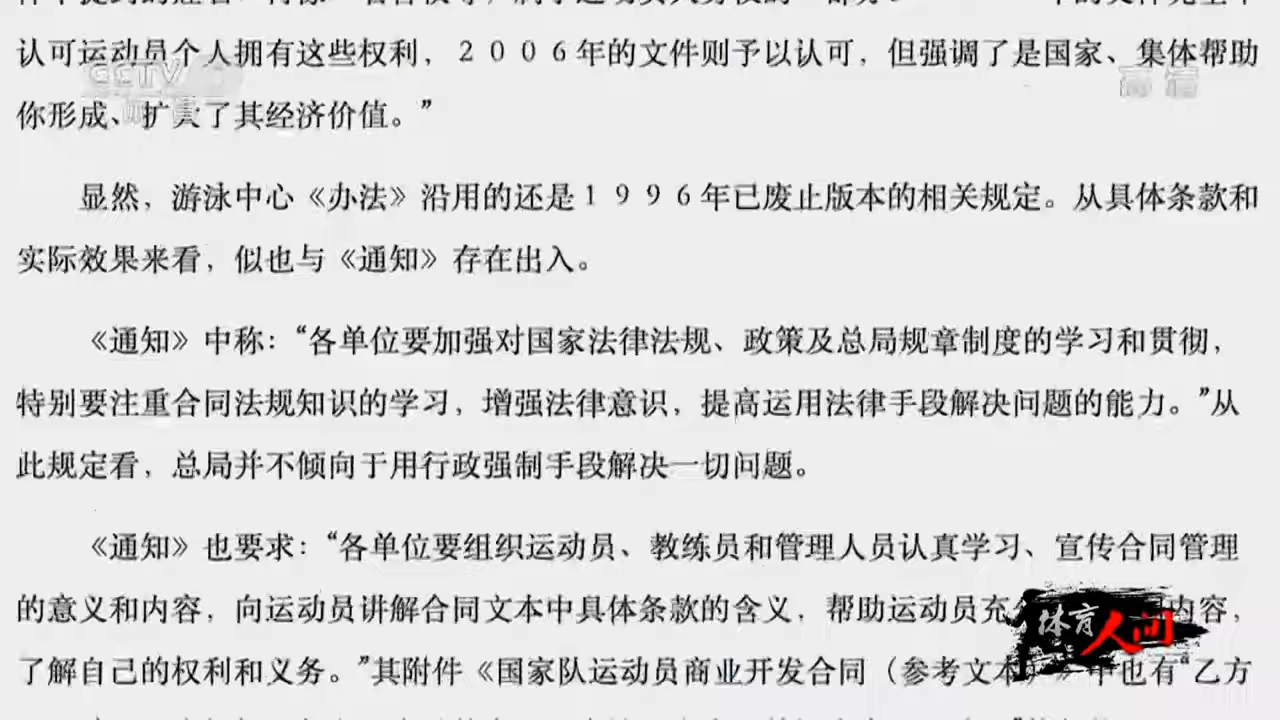 认可运动员个人拥有这些权利，２００６年的文件则予以认可，但强调了是国家、集体帮助
CCTV
高清
你形成、扩大了其经济价值。”
显然，游泳中心《办法》沿用的还是１９９６年已废止版本的相关规定。从具体条款和
实际效果来看，似也与《通知》存在出入。
《通知》中称：“各单位要加强对国家法律法规、政策及总局规章制度的学习和贯彻，
特别要注重合同法规知识的学习，增强法律意识，提高运用法律手段解决问题的能力。”从
此规定看，总局并不倾向于用行政强制手段解决一切问题。
《通知》也要求：“各单位要组织运动员、教练员和管理人员认真学习、宣传合同管理
的意义和内容，向运动员讲解合同文本中具体条款的含义，帮助运动员充 内容，
体育人间
了解自己的权利和义务。”其附件《国家队运动员商业开发合同（参考文本）》中也有“乙方